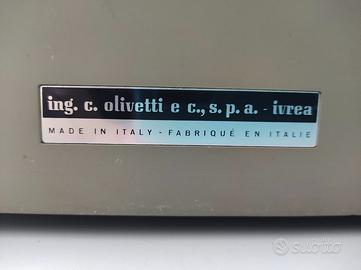 ing. c. olivetti e c., s. p. a. - ivrea
MADE IN ITALY - FABRIQUÉ EN ITALIE
subito